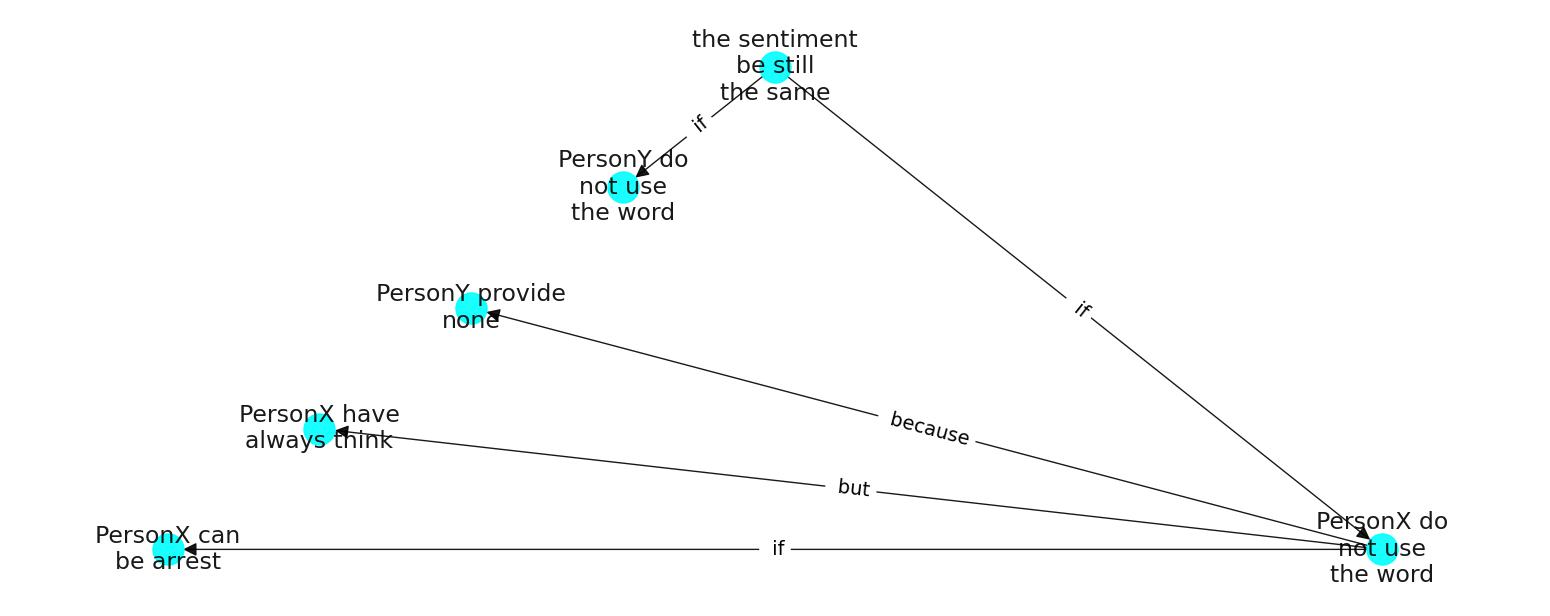 the sentiment
be still
the same
if
PersonY do
not use
the word
PersonY provide
none
if
because
PersonX have
always think
but
PersonX can
be arrest
if
PersonX do
not use
the word